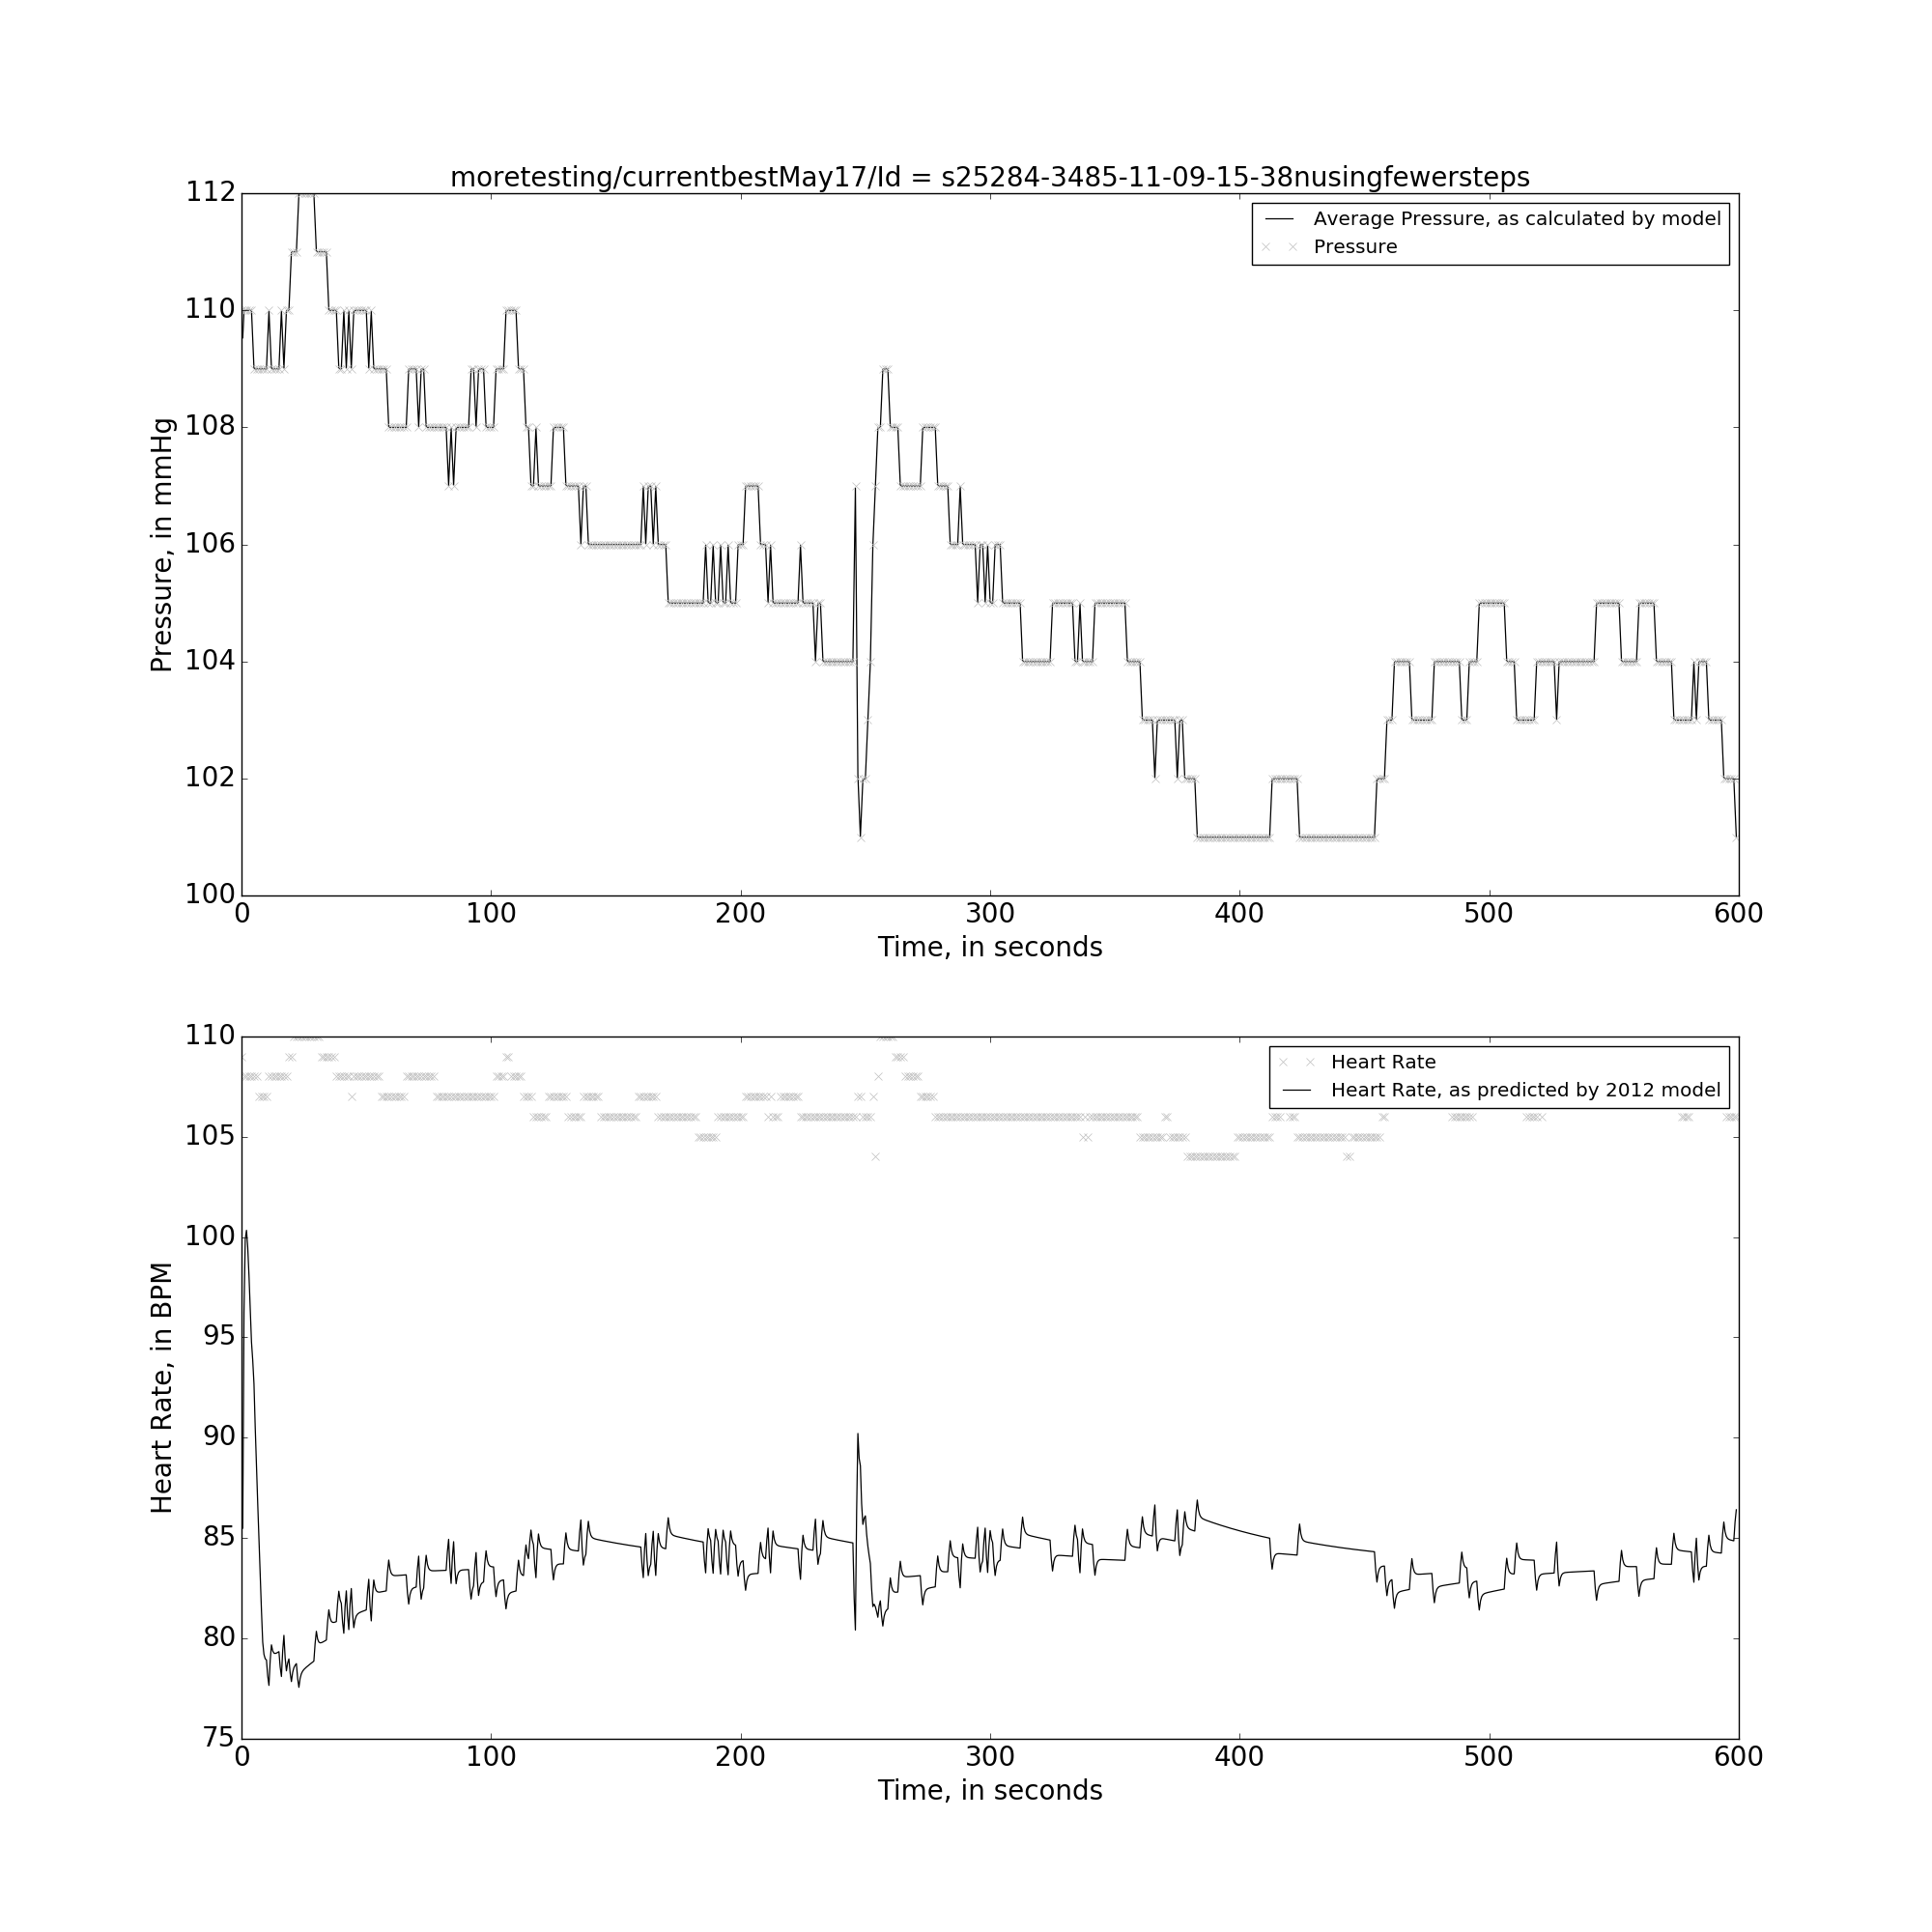 moretesting/currentbestMay17/Id = s25284-3485-11-09-15-38nusingfewersteps
Average Pressure, as calculated by model
Pressure
Pressure, in mmHg
112
110
108
106
104
102
100
0 100 200 300 400 500 600
Time, in seconds
Heart Rate
Heart Rate, as predicted by 2012 model
Heart Rate, in BPM
110
105
100
95
90
85
80
75
0 100 200 300 400 500 600
Time, in seconds